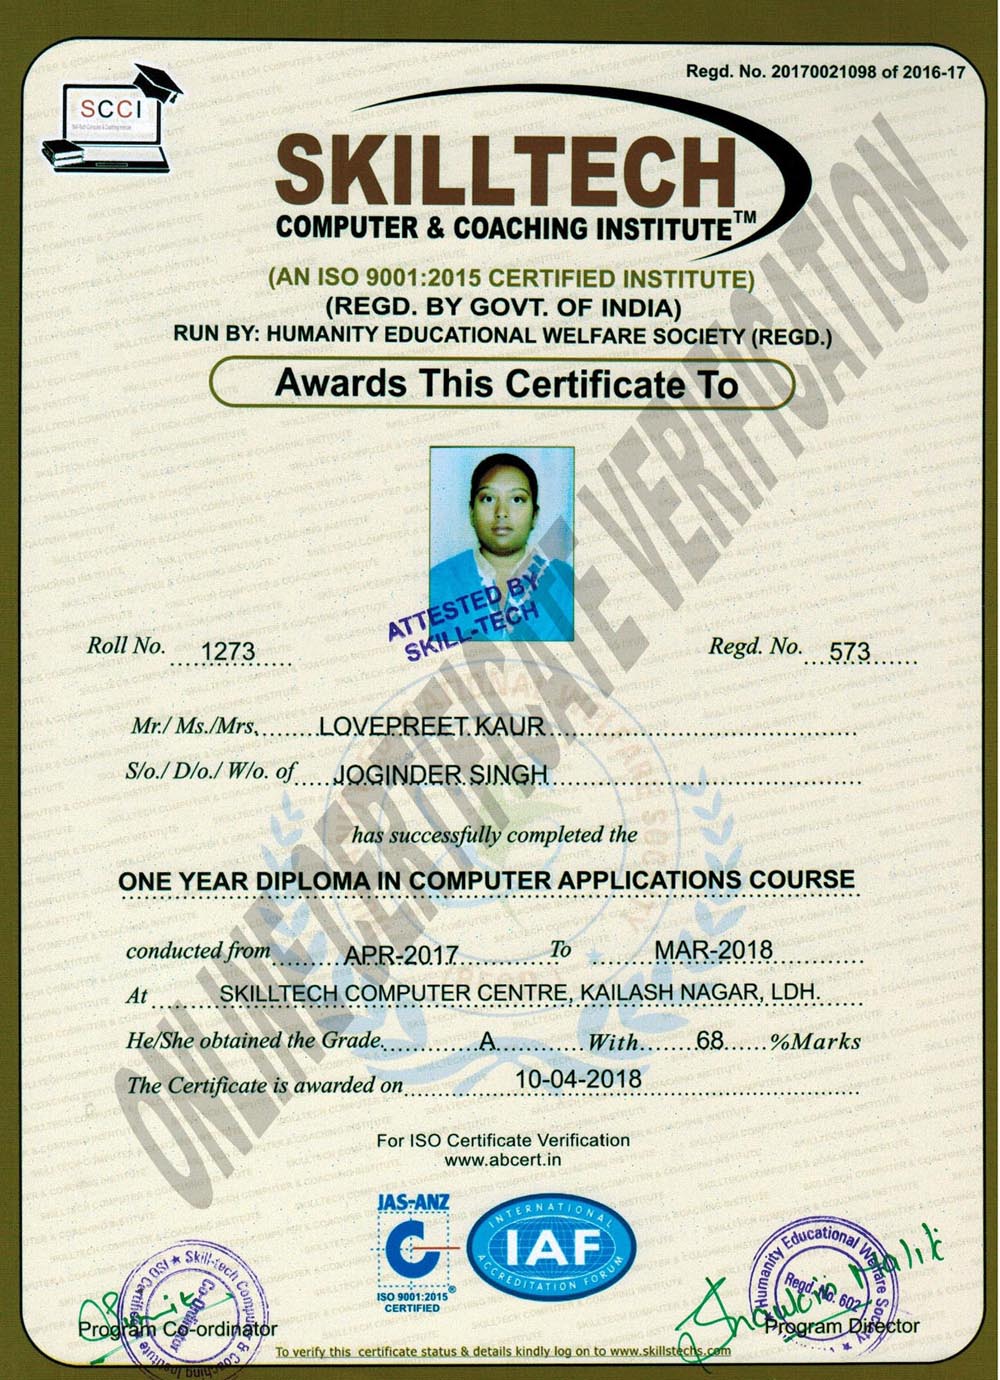 Regd. No. 20170021098 of 2016-17
SCCI
SKILLTECH
COMPUTER & COACHING INSTITUTE™
(AN ISO 9001:2015 CERTIFIED INSTITUTE)
(REGD. BY GOVT. OF INDIA)
RUN BY: HUMANITY EDUCATIONAL WELFARE SOCIETY (REGD.)
Awards This Certificate To
ATTESTED BY
SKILL-TECH
Roll No. 1273
Regd. No. 573
Mr./ Ms./Mrs. LOVEPREET KAUR
S/o./ D/o./ W/o. of JOGINDER SINGH
has successfully completed the
ONE YEAR DIPLOMA IN COMPUTER APPLICATIONS COURSE
conducted from APR-2017 To MAR-2018
At SKILLTECH COMPUTER CENTRE, KAILASH NAGAR, LDH.
He/She obtained the Grade A With 68 %Marks
The Certificate is awarded on 10-04-2018
ONLINE CERTIFICATE VERIFICATION
For ISO Certificate Verification
www.abcert.in
JAS-ANZ
ISO 9001:2015
CERTIFIED
INTERNATIONAL
IAF
ACCREDITATION FORUM
Skill-tech Computer & Coaching Institute
Co-Ordinator
Program Co-ordinator
Humanity Educational Welfare Society
Regd. No. 602
Program Director
To verify this certificate status & details kindly log on to www.skillstechs.com